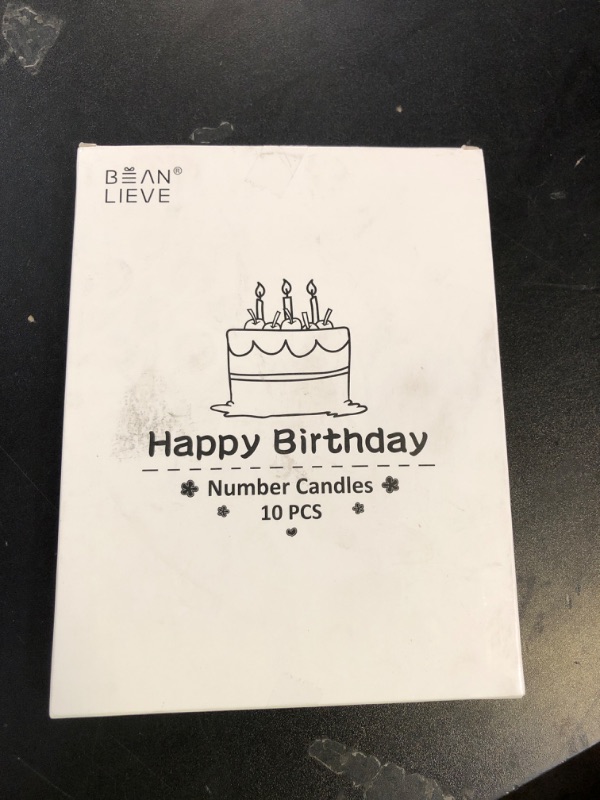 BEAN®
LIEVE
Happy Birthday
Number Candles
10 PCS